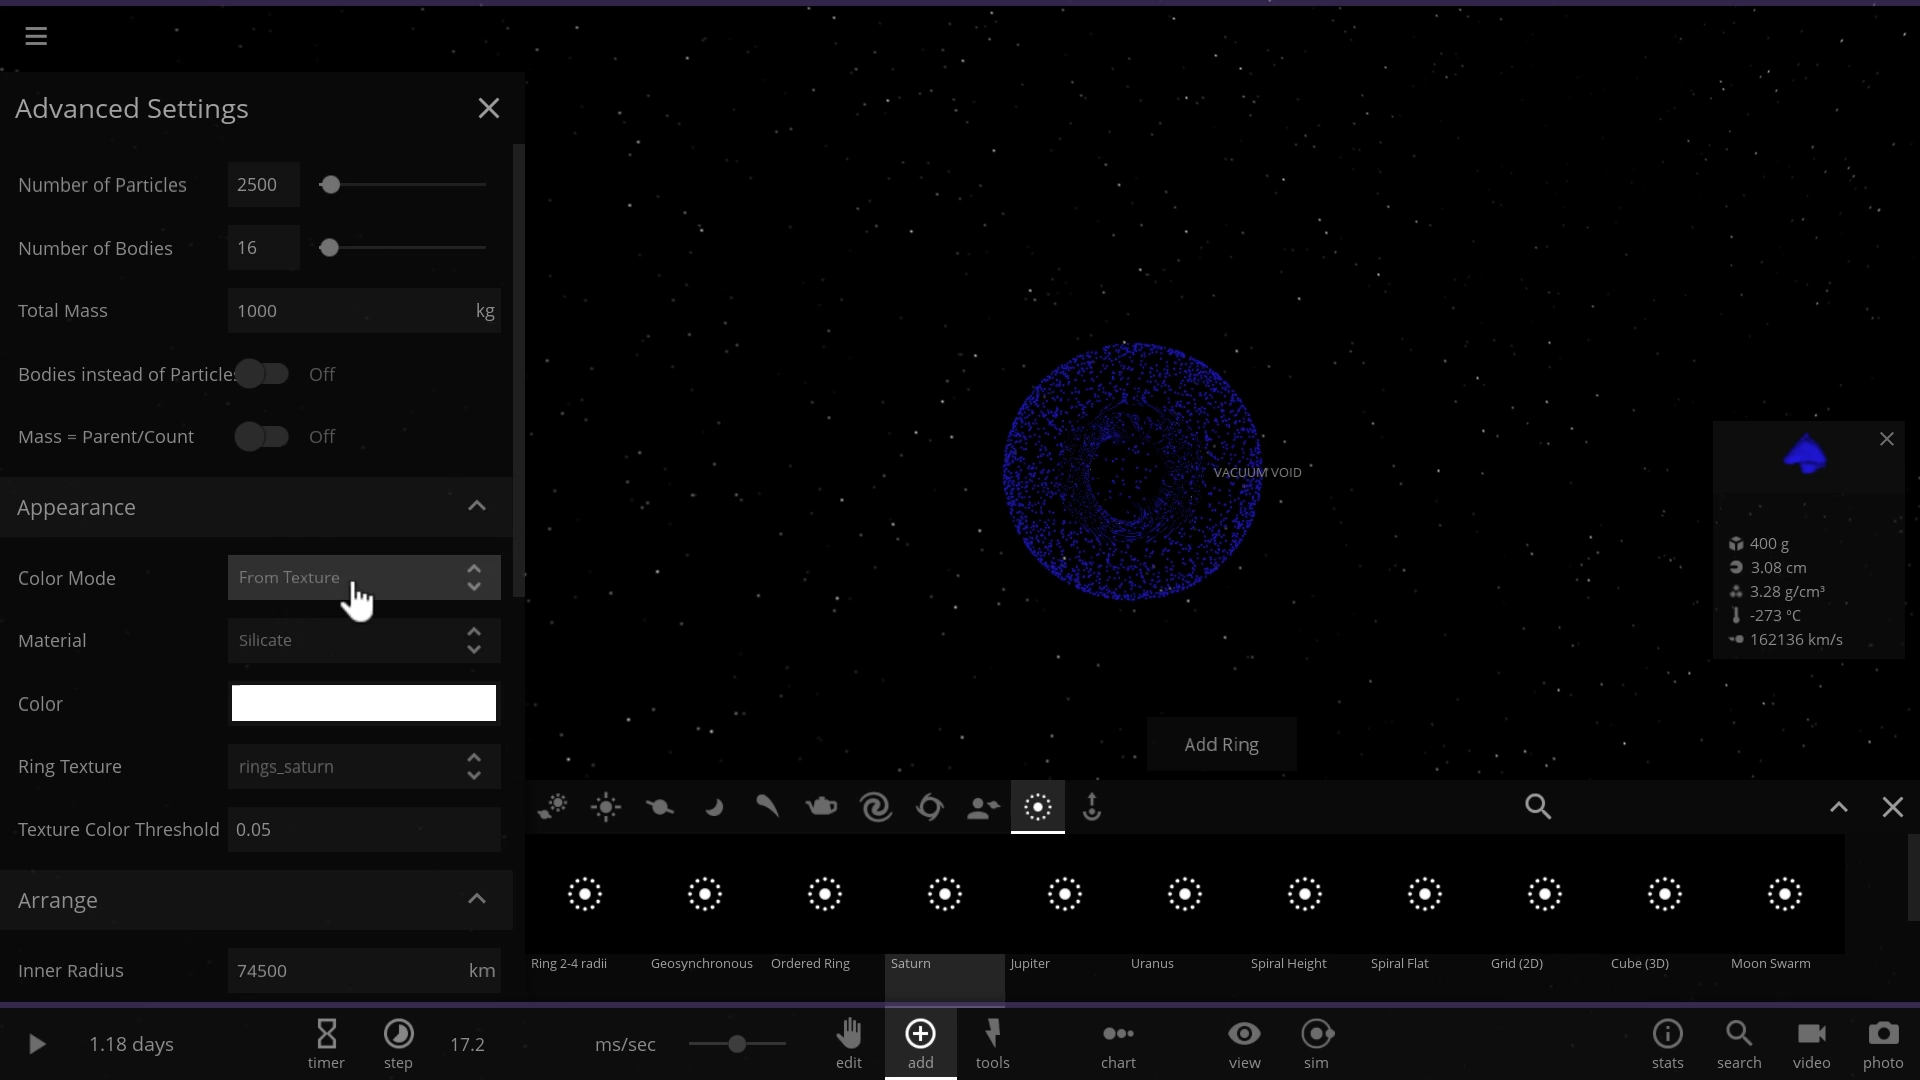 Advanced Settings
Number of Particles 2500
Number of Bodies 16
Total Mass 1000 kg
Bodies instead of Particles Off
Mass = Parent/Count Off
Appearance
Color Mode From Texture
Material Silicate
Color
Ring Texture rings_saturn
Texture Color Threshold 0.05
Arrange
Inner Radius 74500 km
VACUUM VOID
400 g
3.08 cm
3.28 g/cm³
-273 °C
162136 km/s
Add Ring
Ring 2-4 radii Geosynchronous Ordered Ring Saturn Jupiter Uranus Spiral Height Spiral Flat Grid (2D) Cube (3D) Moon Swarm
1.18 days timer step 17.2 ms/sec edit add tools chart view sim stats search video photo